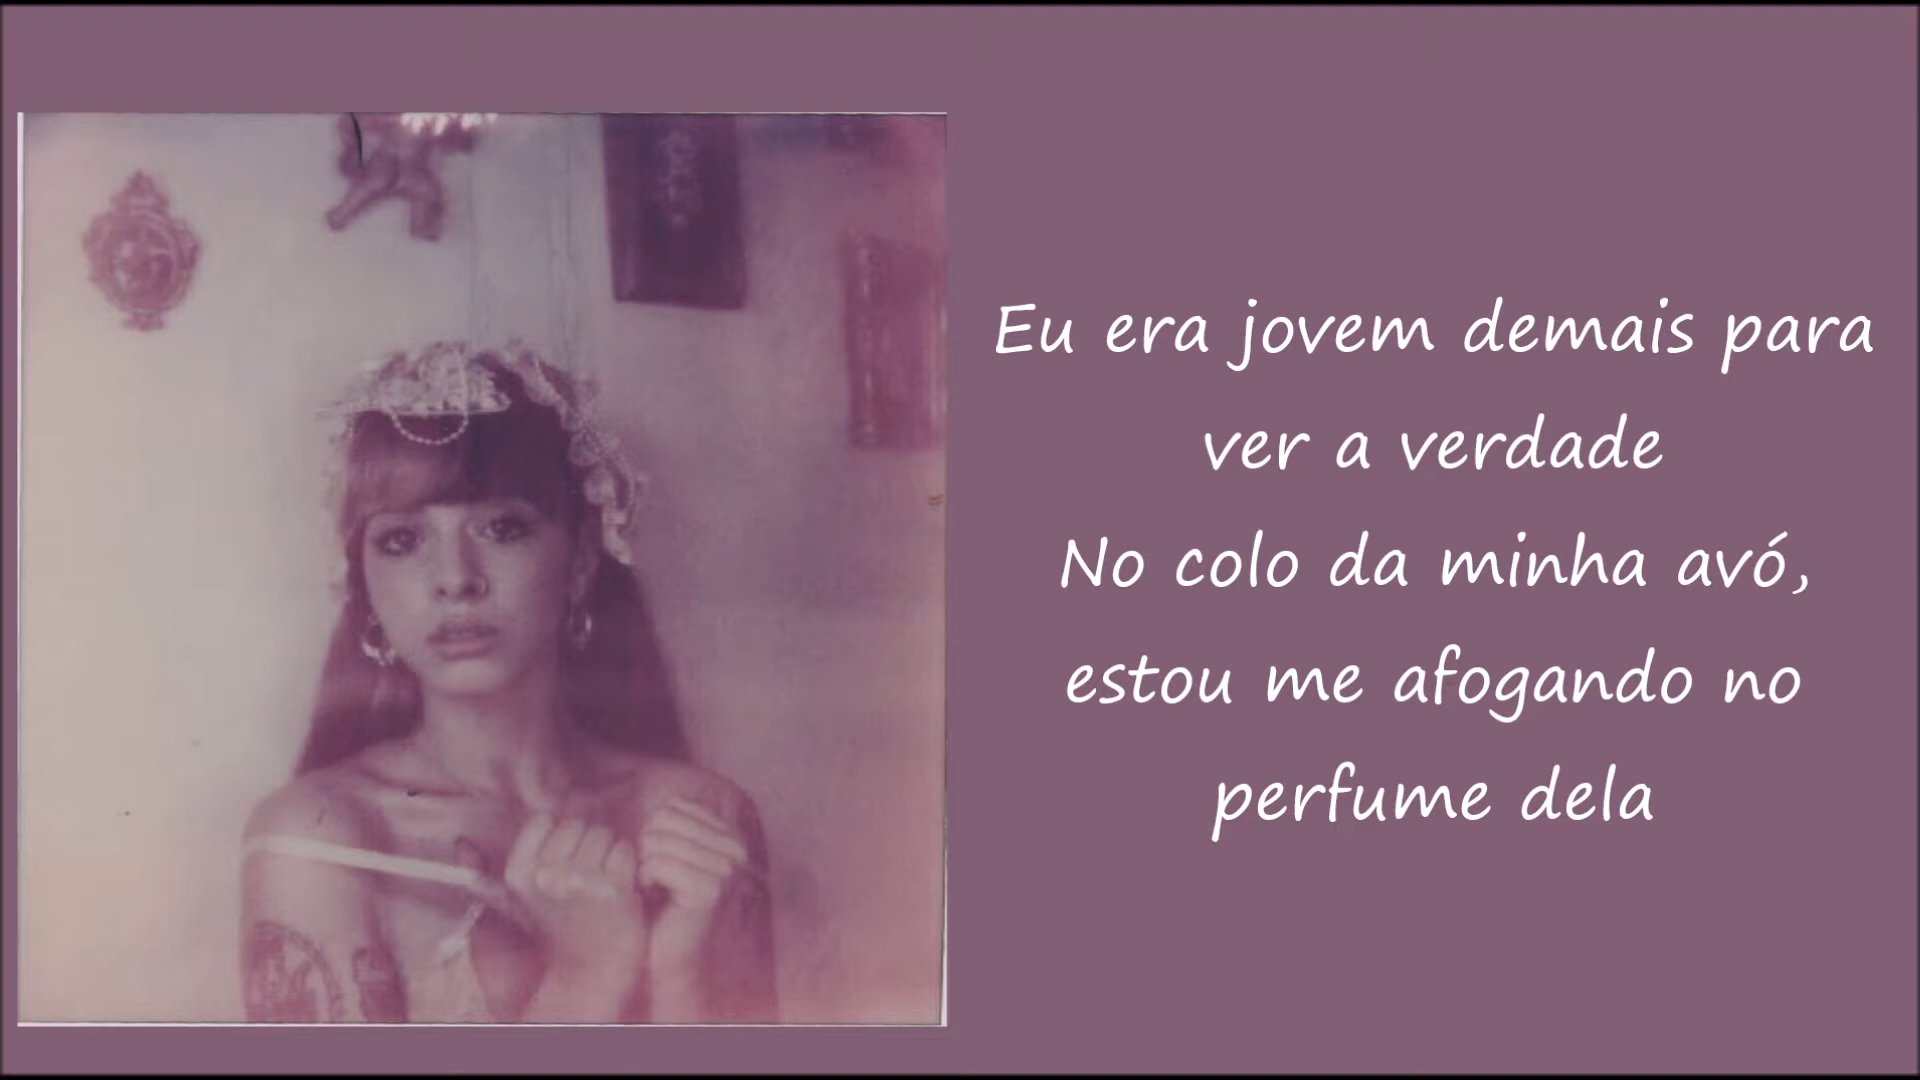 Eu era jovem demais para
ver a verdade
No colo da minha avó,
estou me afogando no
perfume dela